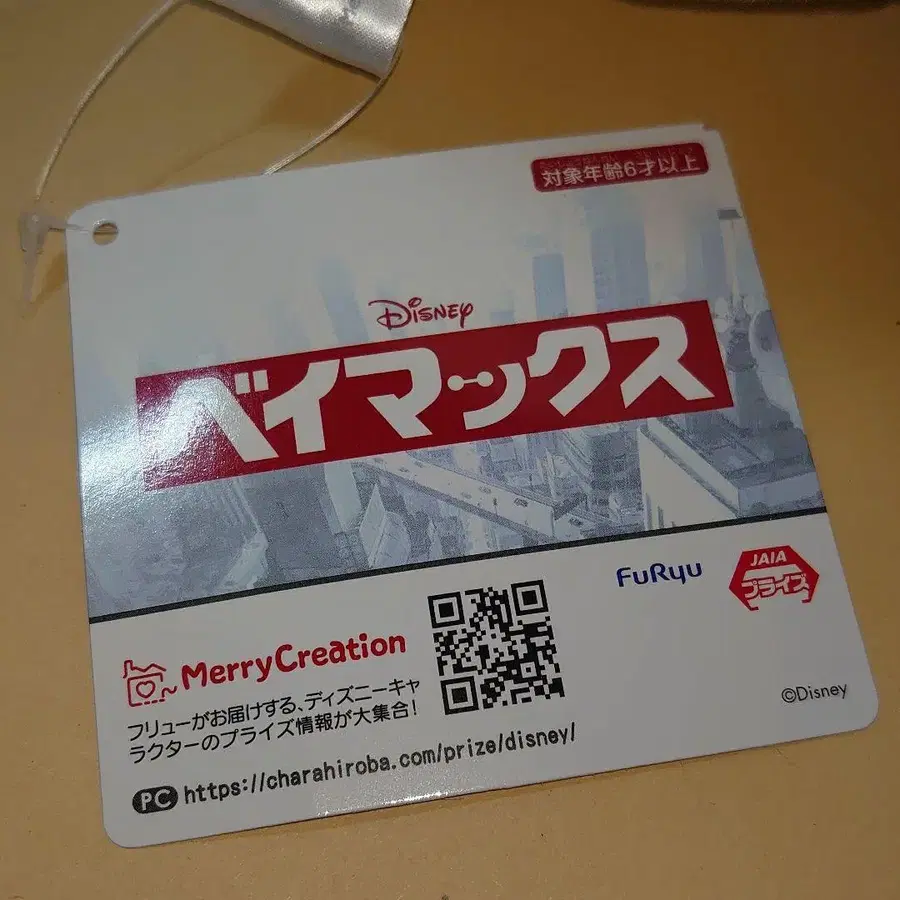 対象年齢6才以上
Disney
ベイマックス
FuRyu
JAIA
プライズ
MerryCreation
フリューがお届けする、ディズニーキャ
ラクターのプライズ情報が大集合!
©Disney
PC https://charahiroba.com/prize/disney/